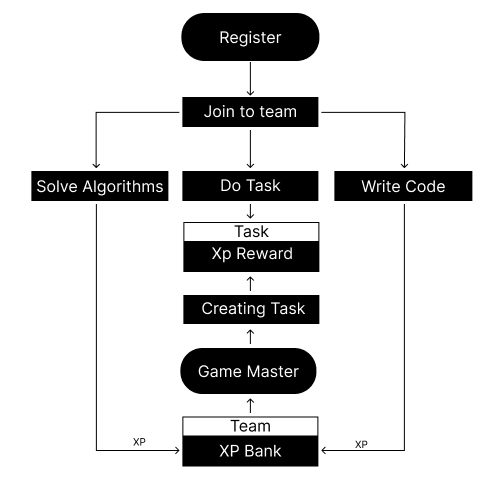 Register
Join to team
Solve Algorithms
Do Task
Write Code
Task
Xp Reward
Creating Task
Game Master
Team
XP
XP Bank
XP